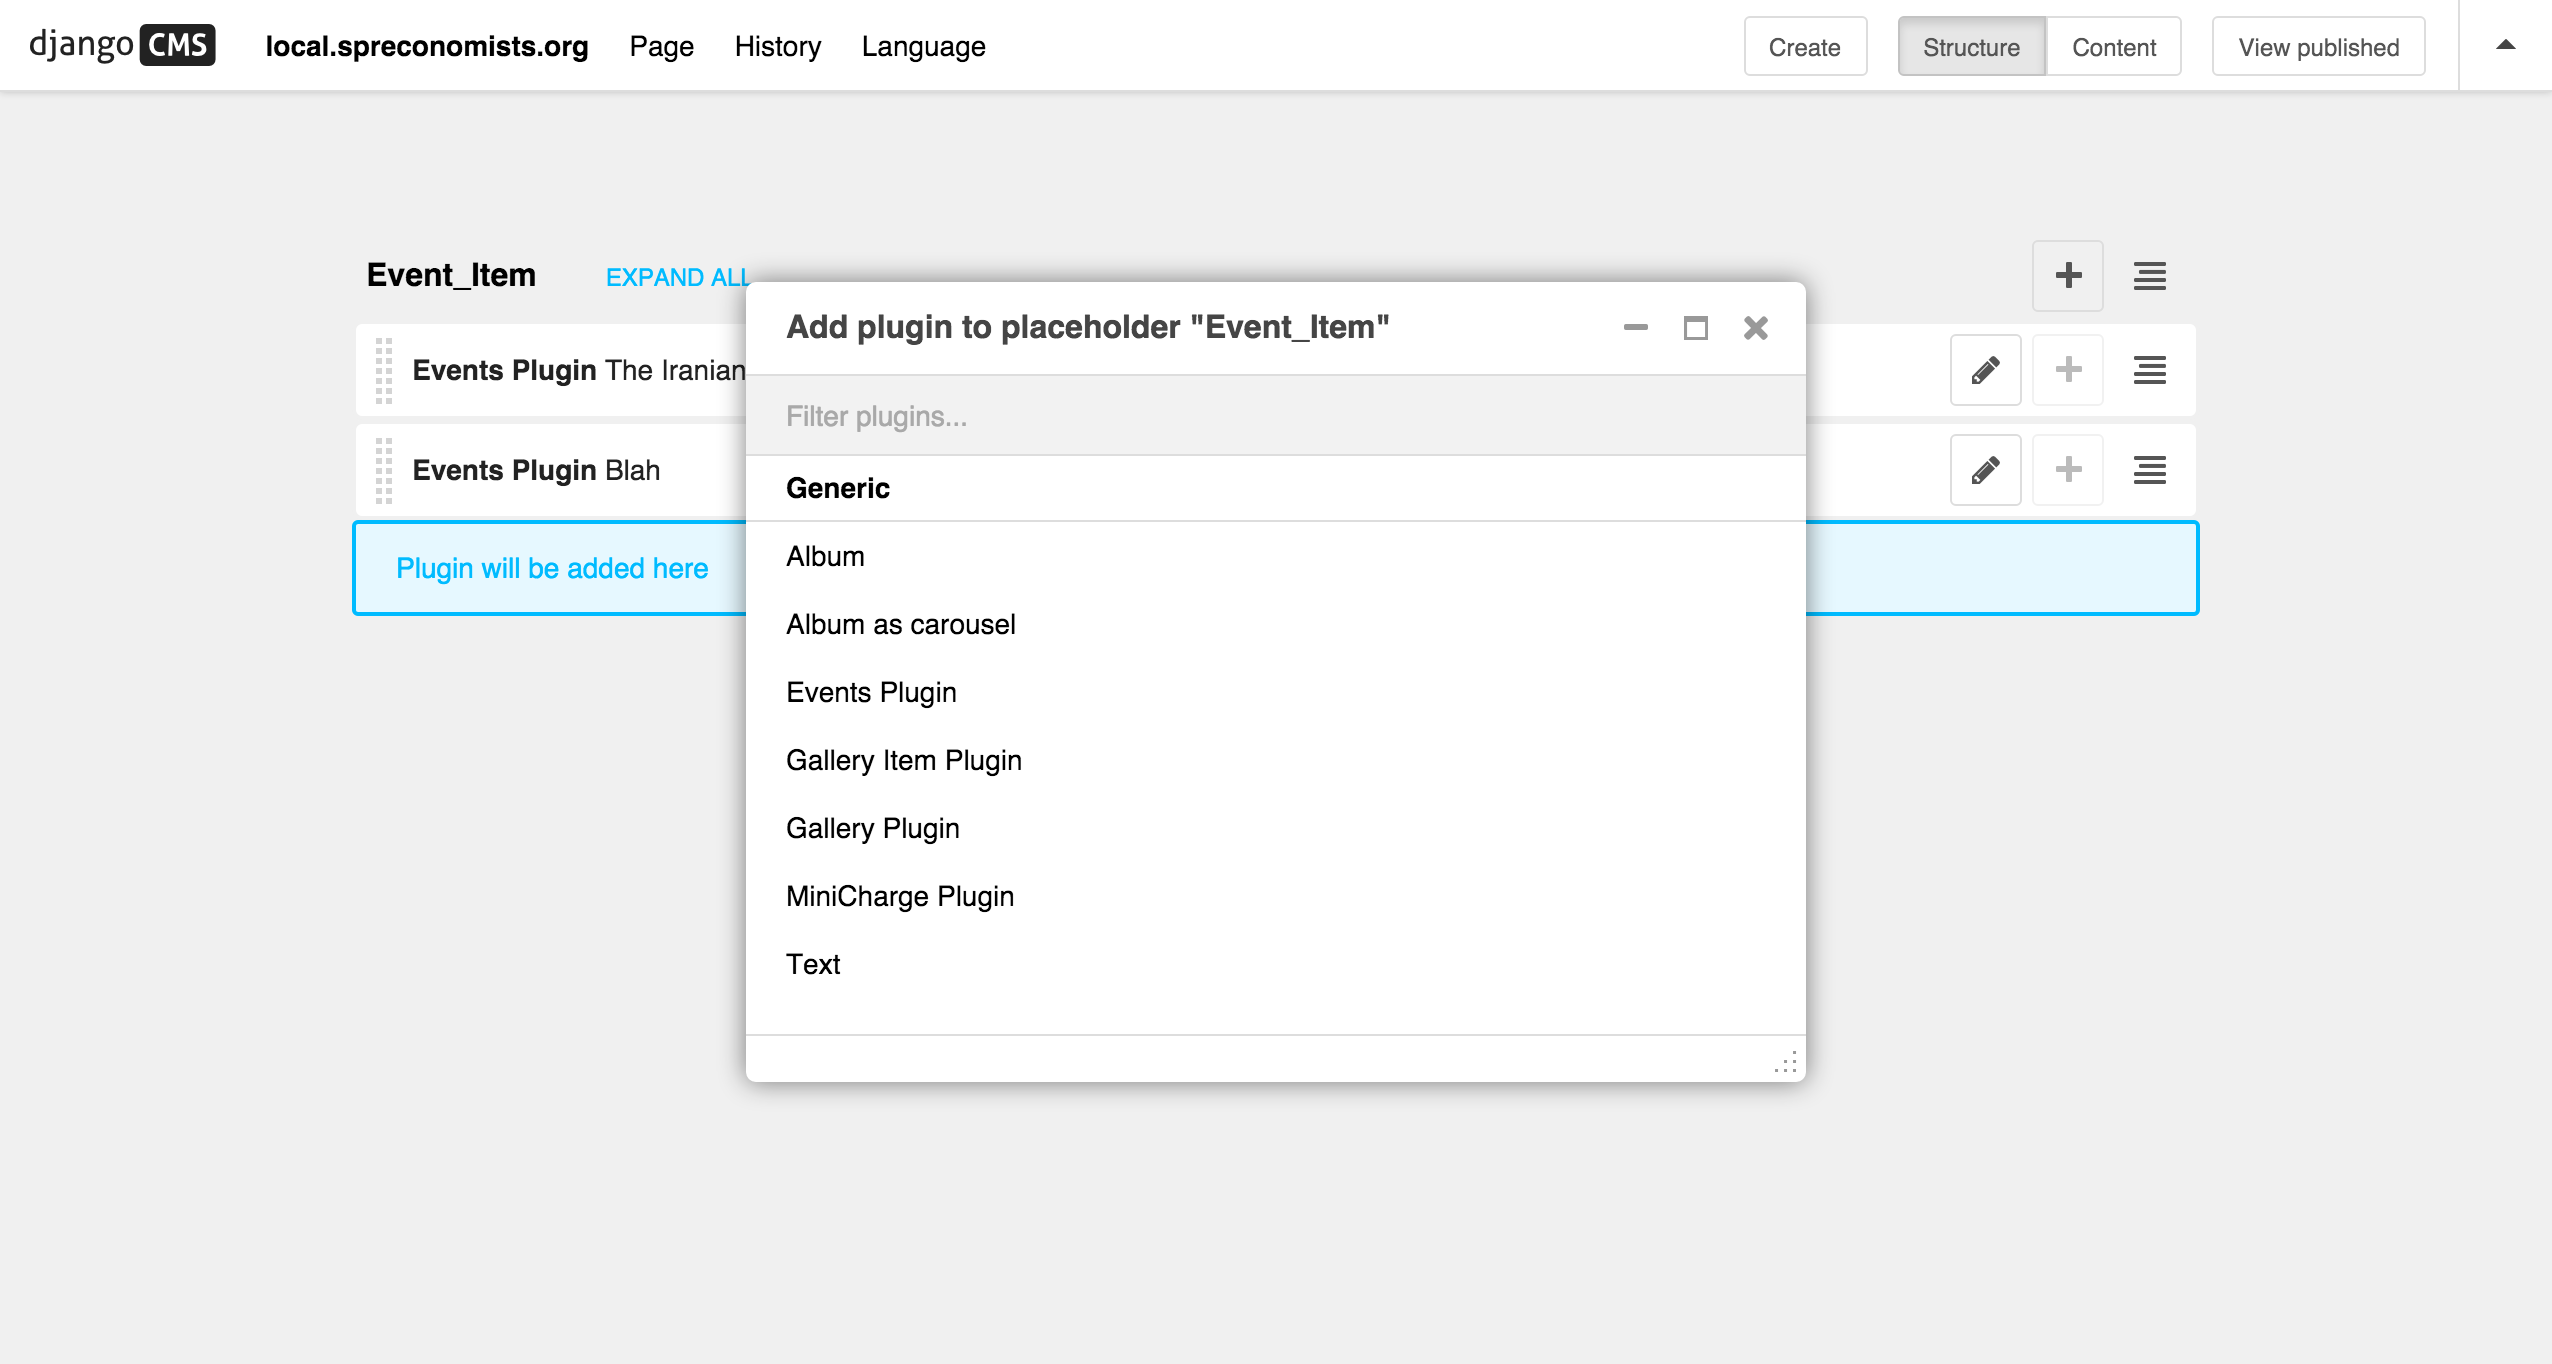 django CMS local.spreconomists.org Page History Language Create Structure Content View published
Event_Item EXPAND ALL
Add plugin to placeholder "Event_Item"
Events Plugin The Iranian
Filter plugins...
Events Plugin Blah
Generic
Plugin will be added here
Album
Album as carousel
Events Plugin
Gallery Item Plugin
Gallery Plugin
MiniCharge Plugin
Text